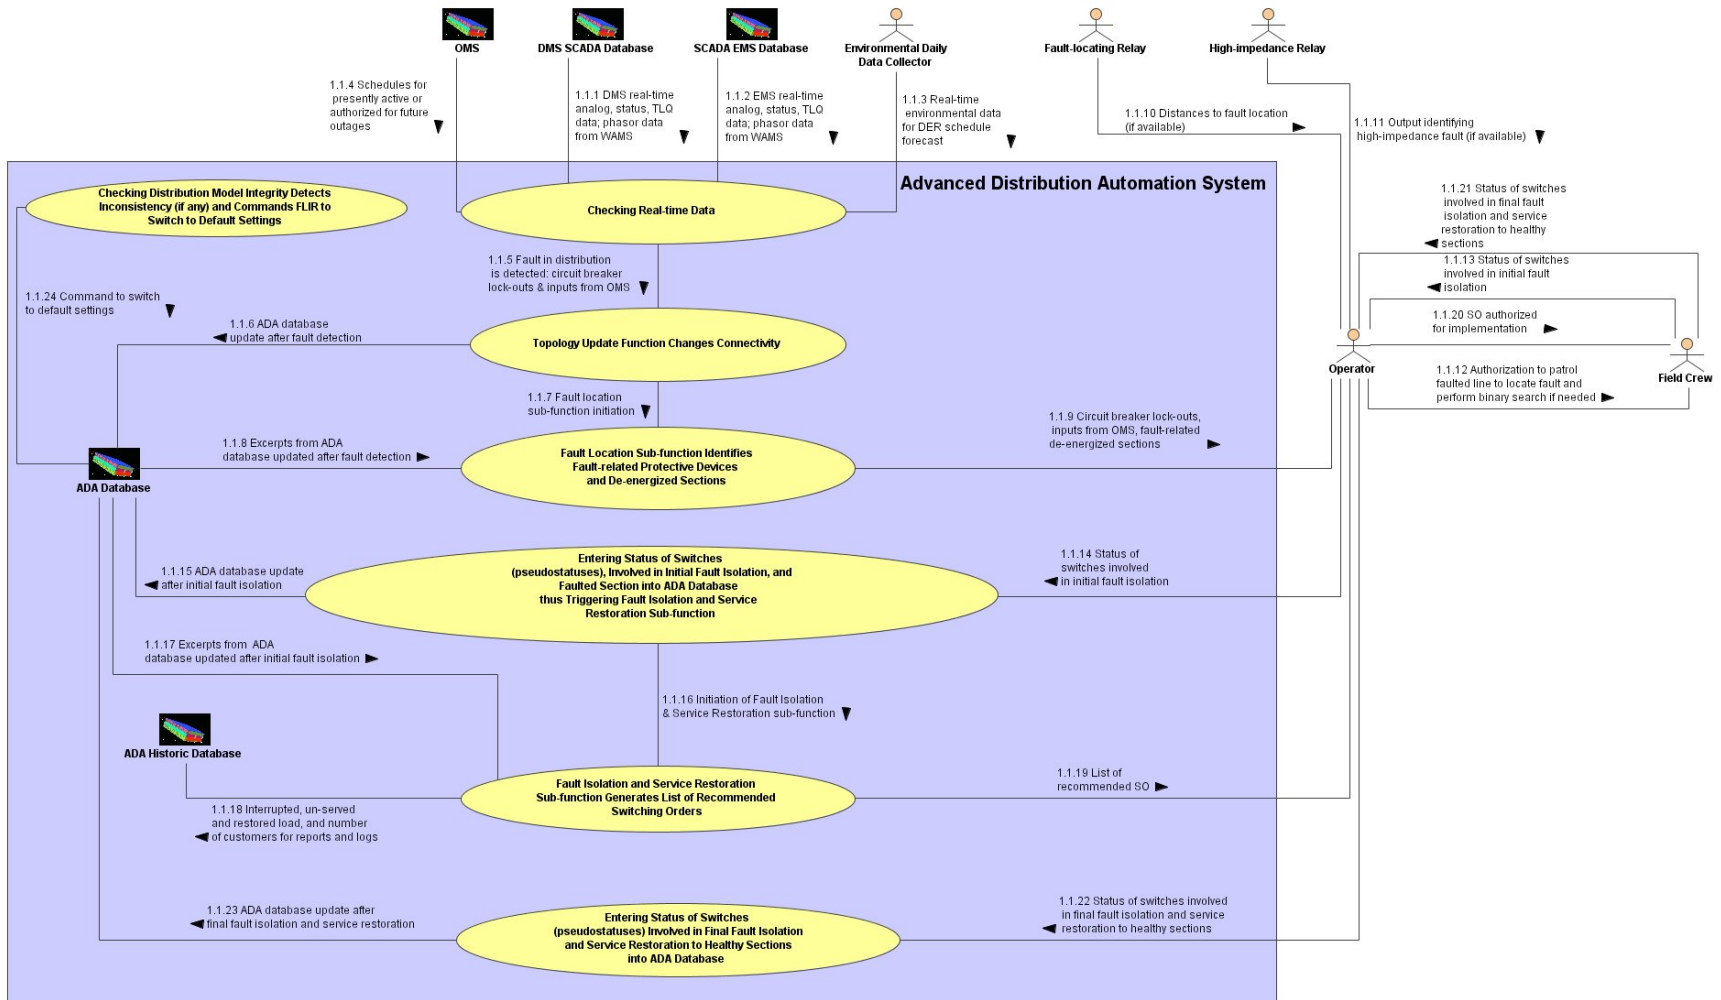 OMS
DMS SCADA Database
SCADA EMS Database
Environmental Daily
Data Collector
Fault-locating Relay
High-impedance Relay
1.1.4 Schedules for
presently active or
authorized for future
outages
1.1.1 DMS real-time
analog, status, TLQ
data; phasor data
from WAMS
1.1.2 EMS real-time
analog, status, TLQ
data; phasor data
from WAMS
1.1.3 Real-time
environmental data
for DER schedule
forecast
1.1.10 Distances to fault location
(if available)
1.1.11 Output identifying
high-impedance fault (if available)
Advanced Distribution Automation System
Checking Distribution Model Integrity Detects
Inconsistency (if any) and Commands FLIR to
Switch to Default Settings
Checking Real-time Data
1.1.21 Status of switches
involved in final fault
isolation and service
restoration to healthy
sections
1.1.13 Status of switches
involved in initial fault
isolation
1.1.5 Fault in distribution
is detected: circuit breaker
lock-outs & inputs from OMS
1.1.24 Command to switch
to default settings
1.1.6 ADA database
update after fault detection
Topology Update Function Changes Connectivity
1.1.20 SO authorized
for implementation
Operator
Field Crew
1.1.12 Authorization to patrol
faulted line to locate fault and
perform binary search if needed
1.1.7 Fault location
sub-function initiation
1.1.8 Excerpts from ADA
database updated after fault detection
Fault Location Sub-function Identifies
Fault-related Protective Devices
and De-energized Sections
1.1.9 Circuit breaker lock-outs,
inputs from OMS, fault-related
de-energized sections
ADA Database
1.1.15 ADA database update
after initial fault isolation
Entering Status of Switches
(pseudostatuses), Involved in Initial Fault Isolation, and
Faulted Section into ADA Database
thus Triggering Fault Isolation and Service
Restoration Sub-function
1.1.14 Status of
switches involved
in initial fault isolation
1.1.17 Excerpts from ADA
database updated after initial fault isolation
1.1.16 Initiation of Fault Isolation
& Service Restoration sub-function
ADA Historic Database
Fault Isolation and Service Restoration
Sub-function Generates List of Recommended
Switching Orders
1.1.19 List of
recommended SO
1.1.18 Interrupted, un-served
and restored load, and number
of customers for reports and logs
1.1.23 ADA database update after
final fault isolation and service restoration
Entering Status of Switches
(pseudostatuses) Involved in Final Fault Isolation
and Service Restoration to Healthy Sections
into ADA Database
1.1.22 Status of switches involved
in final fault isolation and service
restoration to healthy sections